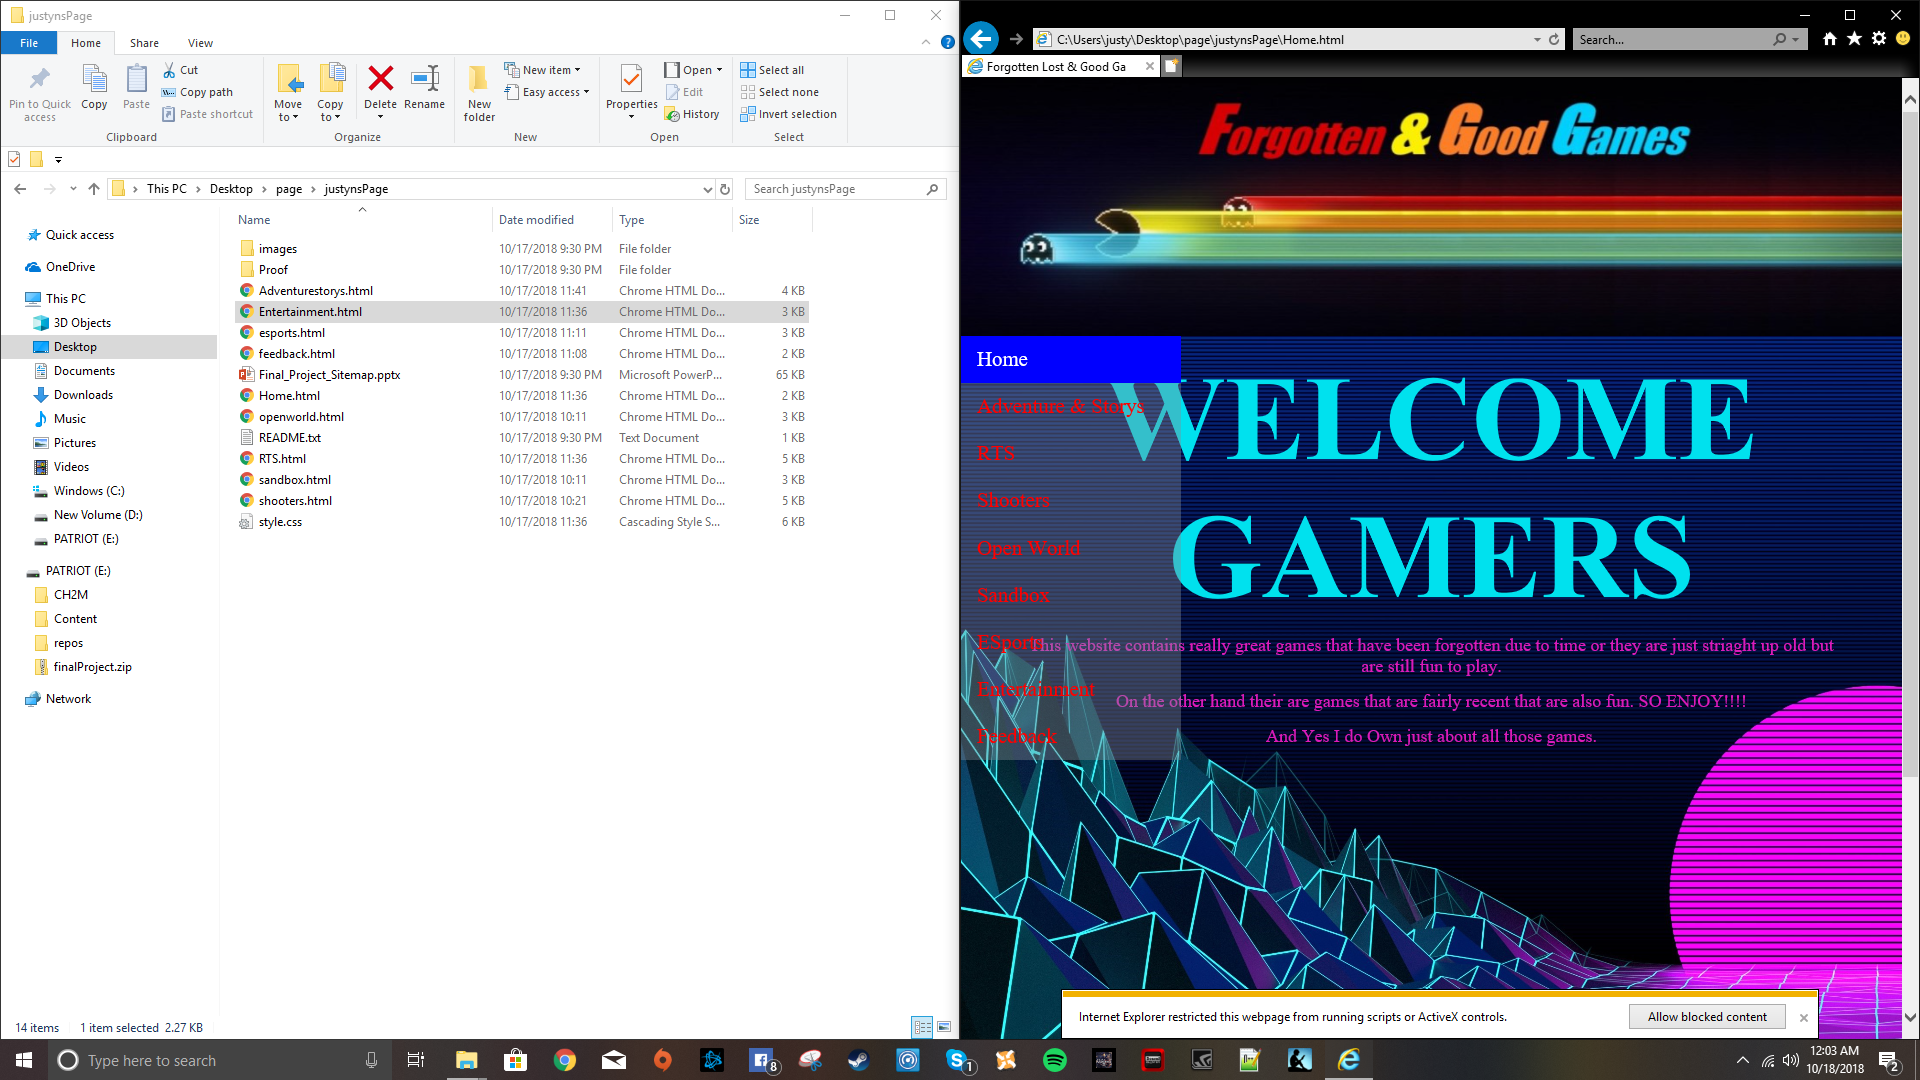 justynsPage
File Home Share View
Pin to Quick access
Copy
Paste
Cut
Copy path
Paste shortcut
Clipboard
Move to
Copy to
Delete
Rename
Organize
New folder
New item
Easy access
New
Properties
Open
Edit
History
Open
Select all
Select none
Invert selection
Select
This PC > Desktop > page > justynsPage
Search justynsPage
Quick access
OneDrive
This PC
3D Objects
Desktop
Documents
Downloads
Music
Pictures
Videos
Windows (C:)
New Volume (D:)
PATRIOT (E:)
PATRIOT (E:)
CH2M
Content
repos
finalProject.zip
Network
Name Date modified Type Size
images 10/17/2018 9:30 PM File folder
Proof 10/17/2018 9:30 PM File folder
Adventurestorys.html 10/17/2018 11:41 Chrome HTML Do... 4 KB
Entertainment.html 10/17/2018 11:36 Chrome HTML Do... 3 KB
esports.html 10/17/2018 11:11 Chrome HTML Do... 3 KB
feedback.html 10/17/2018 11:08 Chrome HTML Do... 2 KB
Final_Project_Sitemap.pptx 10/17/2018 9:30 PM Microsoft PowerP... 65 KB
Home.html 10/17/2018 11:36 Chrome HTML Do... 2 KB
openworld.html 10/17/2018 10:11 Chrome HTML Do... 3 KB
README.txt 10/17/2018 9:30 PM Text Document 1 KB
RTS.html 10/17/2018 11:36 Chrome HTML Do... 5 KB
sandbox.html 10/17/2018 10:11 Chrome HTML Do... 3 KB
shooters.html 10/17/2018 10:21 Chrome HTML Do... 5 KB
style.css 10/17/2018 11:36 Cascading Style S... 6 KB
14 items 1 item selected 2.27 KB
C:\Users\justy\Desktop\page\justynsPage\Home.html
Search...
Forgotten Lost & Good Ga
Forgotten & Good Games
Home
Adventure & Storys
RTS
Shooters
Open World
Sandbox
ESports
Entertainment
Feedback
WELCOME
GAMERS
This website contains really great games that have been forgotten due to time or they are just striaght up old but
are still fun to play.
On the other hand their are games that are fairly recent that are also fun. SO ENJOY!!!!
And Yes I do Own just about all those games.
Internet Explorer restricted this webpage from running scripts or ActiveX controls.
Allow blocked content
Type here to search
8
1
12:03 AM
10/18/2018
2